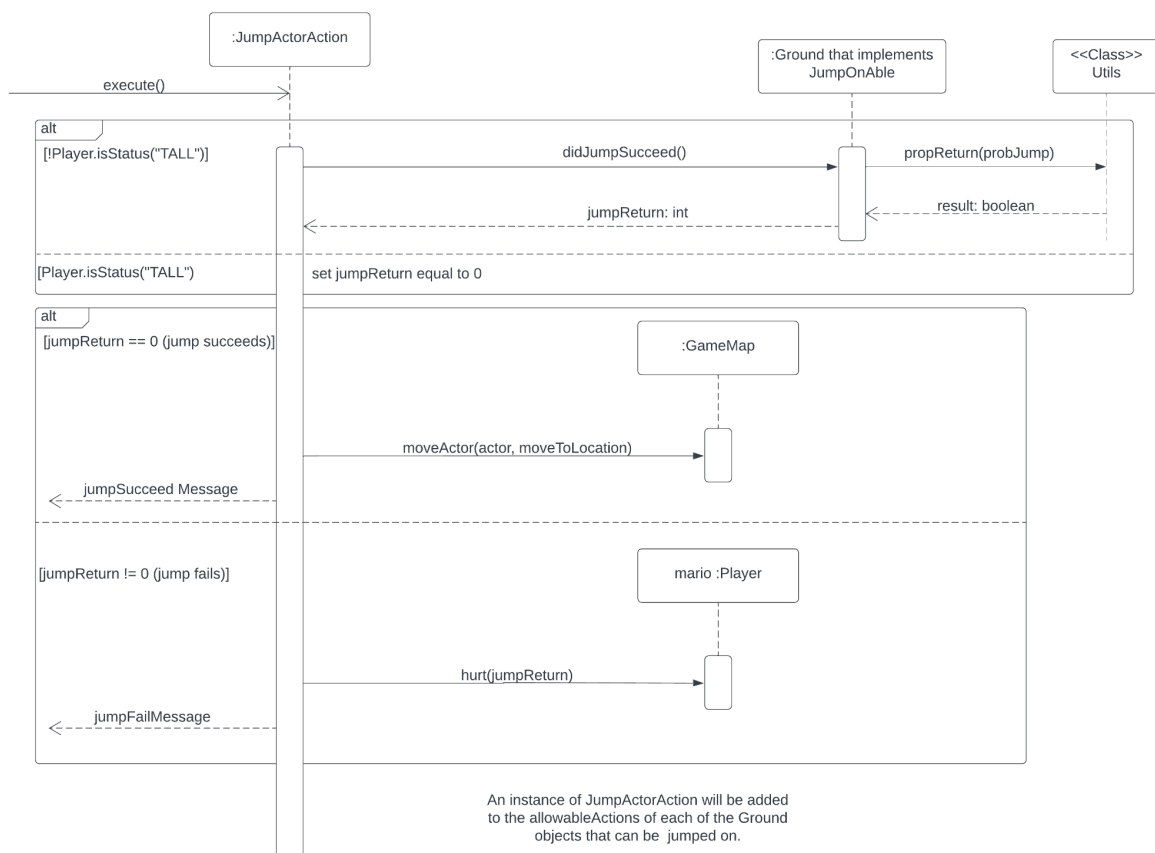 :JumpActorAction
:Ground that implements
JumpOnAble
<<Class>>
Utils
execute()
alt
[!Player.isStatus("TALL")]
didJumpSucceed()
propReturn(probJump)
result: boolean
jumpReturn: int
[Player.isStatus("TALL")
set jumpReturn equal to 0
alt
[jumpReturn == 0 (jump succeeds)]
:GameMap
moveActor(actor, moveToLocation)
jumpSucceed Message
[jumpReturn != 0 (jump fails)]
mario :Player
hurt(jumpReturn)
jumpFailMessage
An instance of JumpActorAction will be added
to the allowableActions of each of the Ground
objects that can be  jumped on.